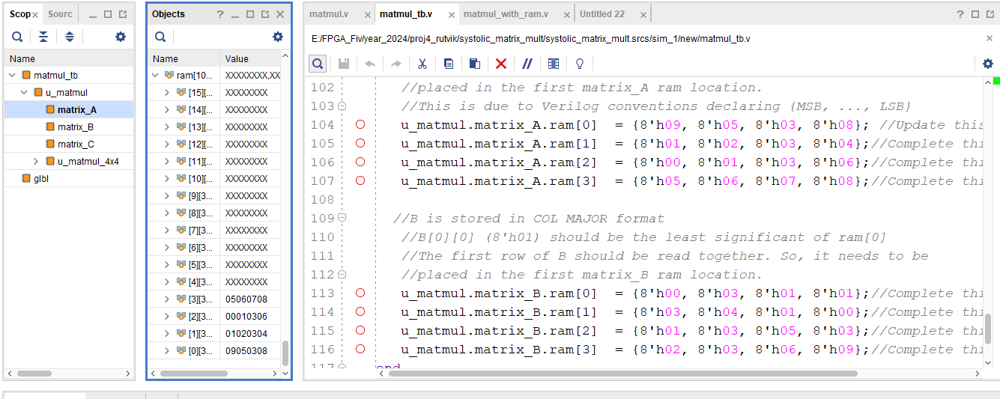 Scop × Sourc
Name
matmul_tb
u_matmul
matrix_A
matrix_B
matrix_C
u_matmul_4x4
glbl
Objects
Name Value
ram[10... XXXXXXXX,XX
[15][... XXXXXXXX
[14][... XXXXXXXX
[13][... XXXXXXXX
[12][... XXXXXXXX
[11][... XXXXXXXX
[10][... XXXXXXXX
[9][3... XXXXXXXX
[8][3... XXXXXXXX
[7][3... XXXXXXXX
[6][3... XXXXXXXX
[5][3... XXXXXXXX
[4][3... XXXXXXXX
[3][3... 05060708
[2][3... 00010306
[1][3... 01020304
[0][3... 09050308
matmul.v × matmul_tb.v × matmul_with_ram.v × Untitled 22 ×
E:/FPGA_Fiv/year_2024/proj4_rutvik/systolic_matrix_mult/systolic_matrix_mult.srcs/sim_1/new/matmul_tb.v
102 //placed in the first matrix_A ram location.
103 //This is due to Verilog conventions declaring {MSB, ..., LSB}
104 u_matmul.matrix_A.ram[0] = {8'h09, 8'h05, 8'h03, 8'h08}; //Update this
105 u_matmul.matrix_A.ram[1] = {8'h01, 8'h02, 8'h03, 8'h04};//Complete thi
106 u_matmul.matrix_A.ram[2] = {8'h00, 8'h01, 8'h03, 8'h06};//Complete thi
107 u_matmul.matrix_A.ram[3] = {8'h05, 8'h06, 8'h07, 8'h08};//Complete thi
108
109 //B is stored in COL MAJOR format
110 //B[0][0] (8'h01) should be the least significant of ram[0]
111 //The first row of B should be read together. So, it needs to be
112 //placed in the first matrix_B ram location.
113 u_matmul.matrix_B.ram[0] = {8'h00, 8'h03, 8'h01, 8'h01};//Complete thi
114 u_matmul.matrix_B.ram[1] = {8'h03, 8'h04, 8'h01, 8'h00};//Complete thi
115 u_matmul.matrix_B.ram[2] = {8'h01, 8'h03, 8'h05, 8'h03};//Complete thi
116 u_matmul.matrix_B.ram[3] = {8'h02, 8'h03, 8'h06, 8'h09};//Complete thi
117 end